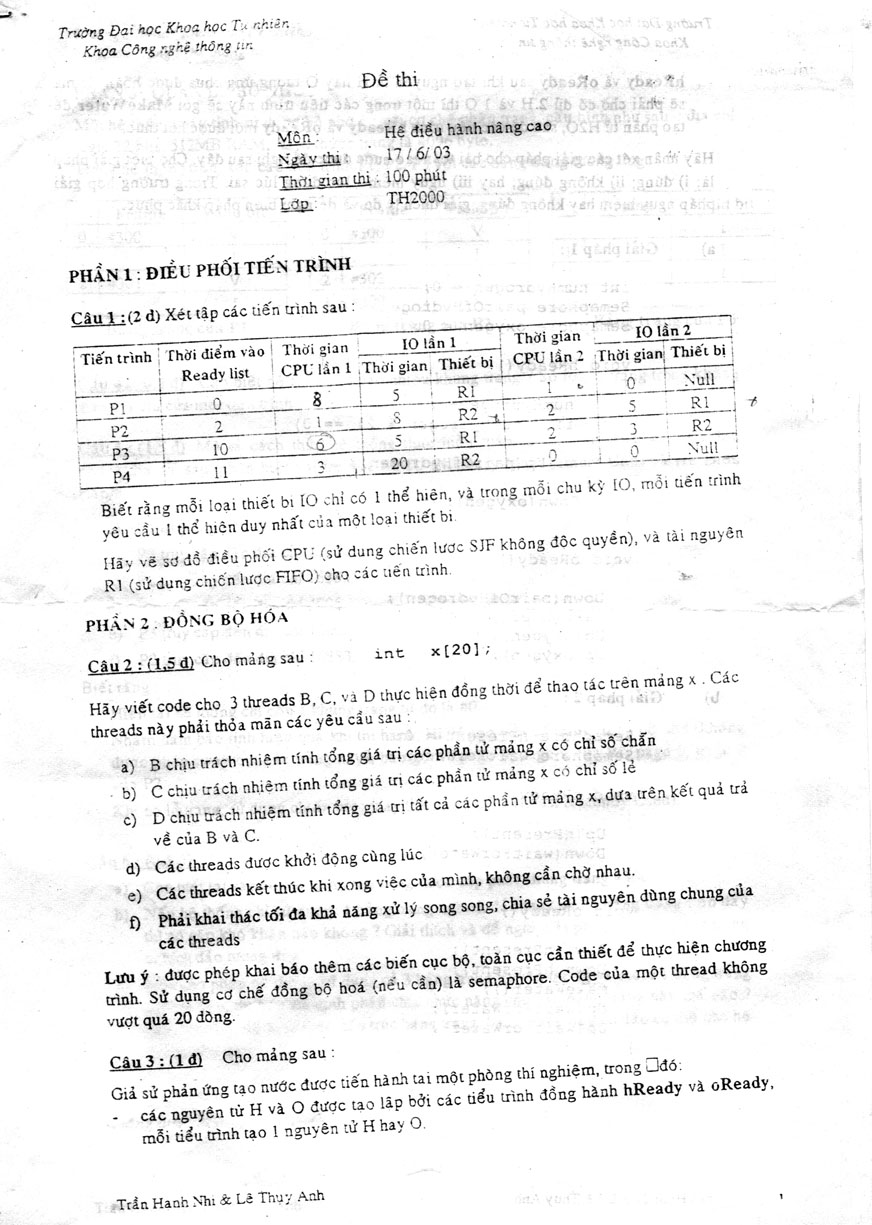 Trường Đại học Khoa học Tự nhiên
Khoa Công nghệ thông tin
Đề thi
Môn : Hệ điều hành nâng cao
Ngày thi : 17/6/03
Thời gian thi : 100 phút
Lớp TH2000
PHẦN 1 : ĐIỀU PHỐI TIẾN TRÌNH
Câu 1 : (2 d) Xét tập các tiến trình sau :
Tiến trình Thời điểm vào Ready list Thời gian CPU lần 1 IO lần 1 Thời gian CPU lần 2 IO lần 2
Thời gian Thiết bị Thời gian Thiết bị
P1 0 8 5 R1 1 0 Null
P2 2 1 8 R2 2 5 R1
P3 10 6 5 R1 2 3 R2
P4 11 3 20 R2 0 0 Null
Biết rằng mỗi loại thiết bị IO chỉ có 1 thể hiện, và trong mỗi chu kỳ IO, mỗi tiến trình
yêu cầu 1 thể hiện duy nhất của một loại thiết bị.
Hãy vẽ sơ đồ điều phối CPU (sử dụng chiến lược SJF không độc quyền), và tài nguyên
R1 (sử dụng chiến lược FIFO) cho các tiến trình.
PHẦN 2 : ĐỒNG BỘ HÓA
Câu 2 : (1,5 đ) Cho mảng sau : int x[20];
Hãy viết code cho 3 threads B, C, và D thực hiện đồng thời để thao tác trên mảng x . Các
threads này phải thỏa mãn các yêu cầu sau :
a) B chịu trách nhiệm tính tổng giá trị các phần tử mảng x có chỉ số chẵn
b) C chịu trách nhiệm tính tổng giá trị các phần tử mảng x có chỉ số lẻ
c) D chịu trách nhiệm tính tổng giá trị tất cả các phần tử mảng x, dựa trên kết quả trả
về của B và C.
d) Các threads được khởi động cùng lúc
e) Các threads kết thúc khi xong việc của mình, không cần chờ nhau.
f) Phải khai thác tối đa khả năng xử lý song song, chia sẻ tài nguyên dùng chung của
các threads
Lưu ý : được phép khai báo thêm các biến cục bộ, toàn cục cần thiết để thực hiện chương
trình. Sử dụng cơ chế đồng bộ hoá (nếu cần) là semaphore. Code của một thread không
vượt quá 20 dòng.
Câu 3 : (1 đ) Cho mảng sau :
Giả sử phản ứng tạo nước được tiến hành tại một phòng thí nghiệm, trong □đó:
- các nguyên tử H và O được tạo lập bởi các tiểu trình đồng hành hReady và oReady,
mỗi tiểu trình tạo 1 nguyên tử H hay O.
Trần Hạnh Nhi & Lê Thụy Anh